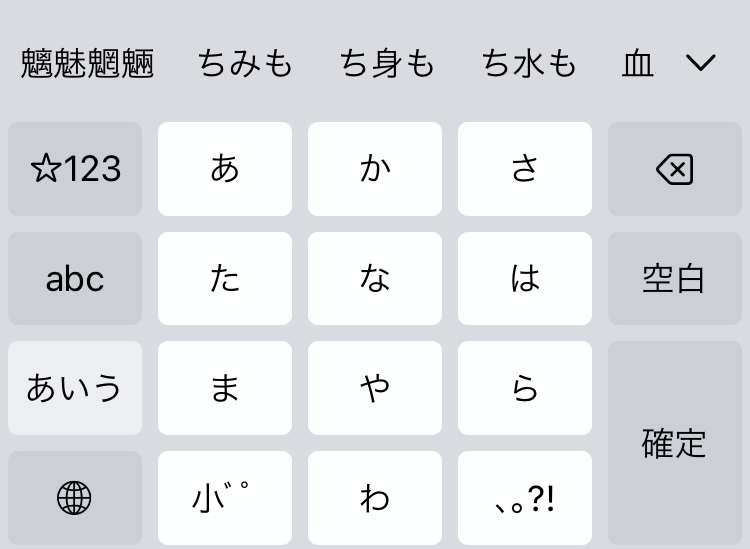 魑魅魍魎 ちみも ち身も ち水も 血
☆123 あ か さ
abc た な は 空白
あいう ま や ら
確定
小゛゜ わ 、。?!